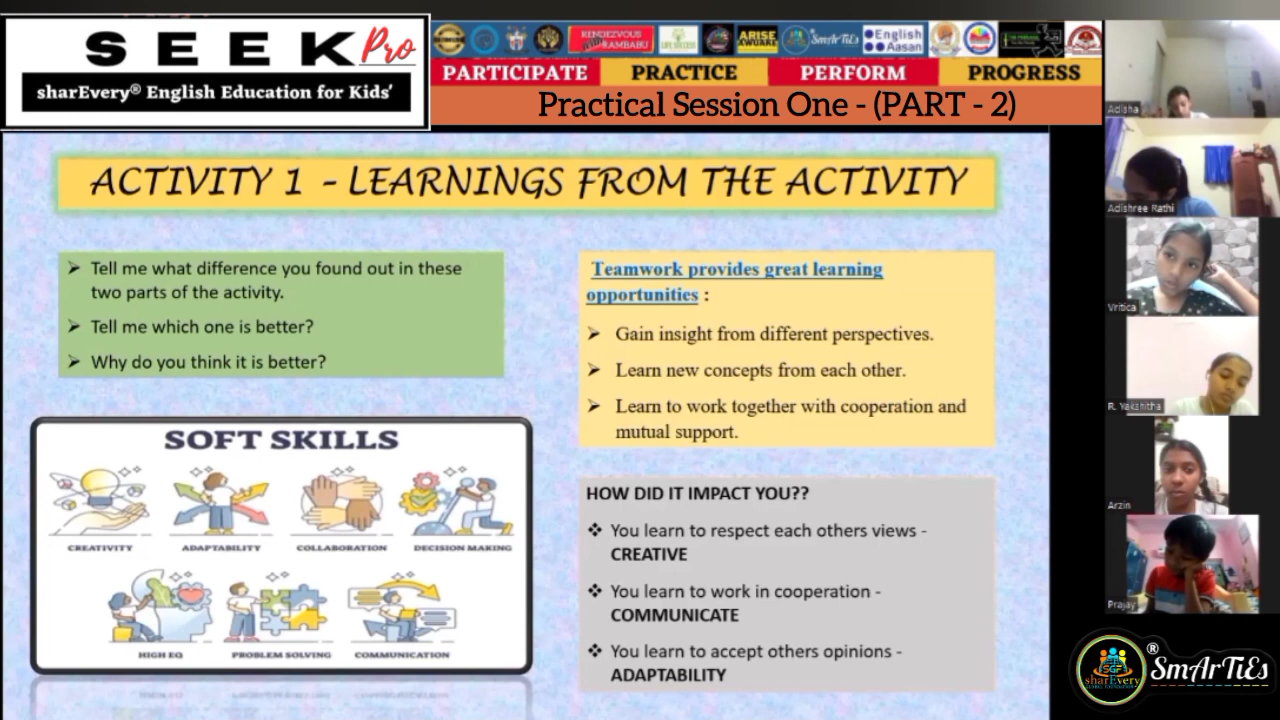 SEEK Pro
sharEvery® English Education for Kids'
RENDEZVOUS
with RAMBABU
ARISE
AWARE
SmArTiEs
English
Aasan
PARTICIPATE PRACTICE PERFORM PROGRESS
Practical Session One - (PART - 2)
ACTIVITY 1 - LEARNINGS FROM THE ACTIVITY
➢ Tell me what difference you found out in these
two parts of the activity.
➢ Tell me which one is better?
➢ Why do you think it is better?
SOFT SKILLS
CREATIVITY ADAPTABILITY COLLABORATION DECISION MAKING
HIGH EQ PROBLEM SOLVING COMMUNICATION
Teamwork provides great learning
opportunities :
➢ Gain insight from different perspectives.
➢ Learn new concepts from each other.
➢ Learn to work together with cooperation and
mutual support.
HOW DID IT IMPACT YOU??
❖ You learn to respect each others views -
CREATIVE
❖ You learn to work in cooperation -
COMMUNICATE
❖ You learn to accept others opinions -
ADAPTABILITY
Adisha
Adishree Rathi
Vritica
R. Yakshitha
Arzin
Prajay
SGF
sharEvery
® SmArTiEs